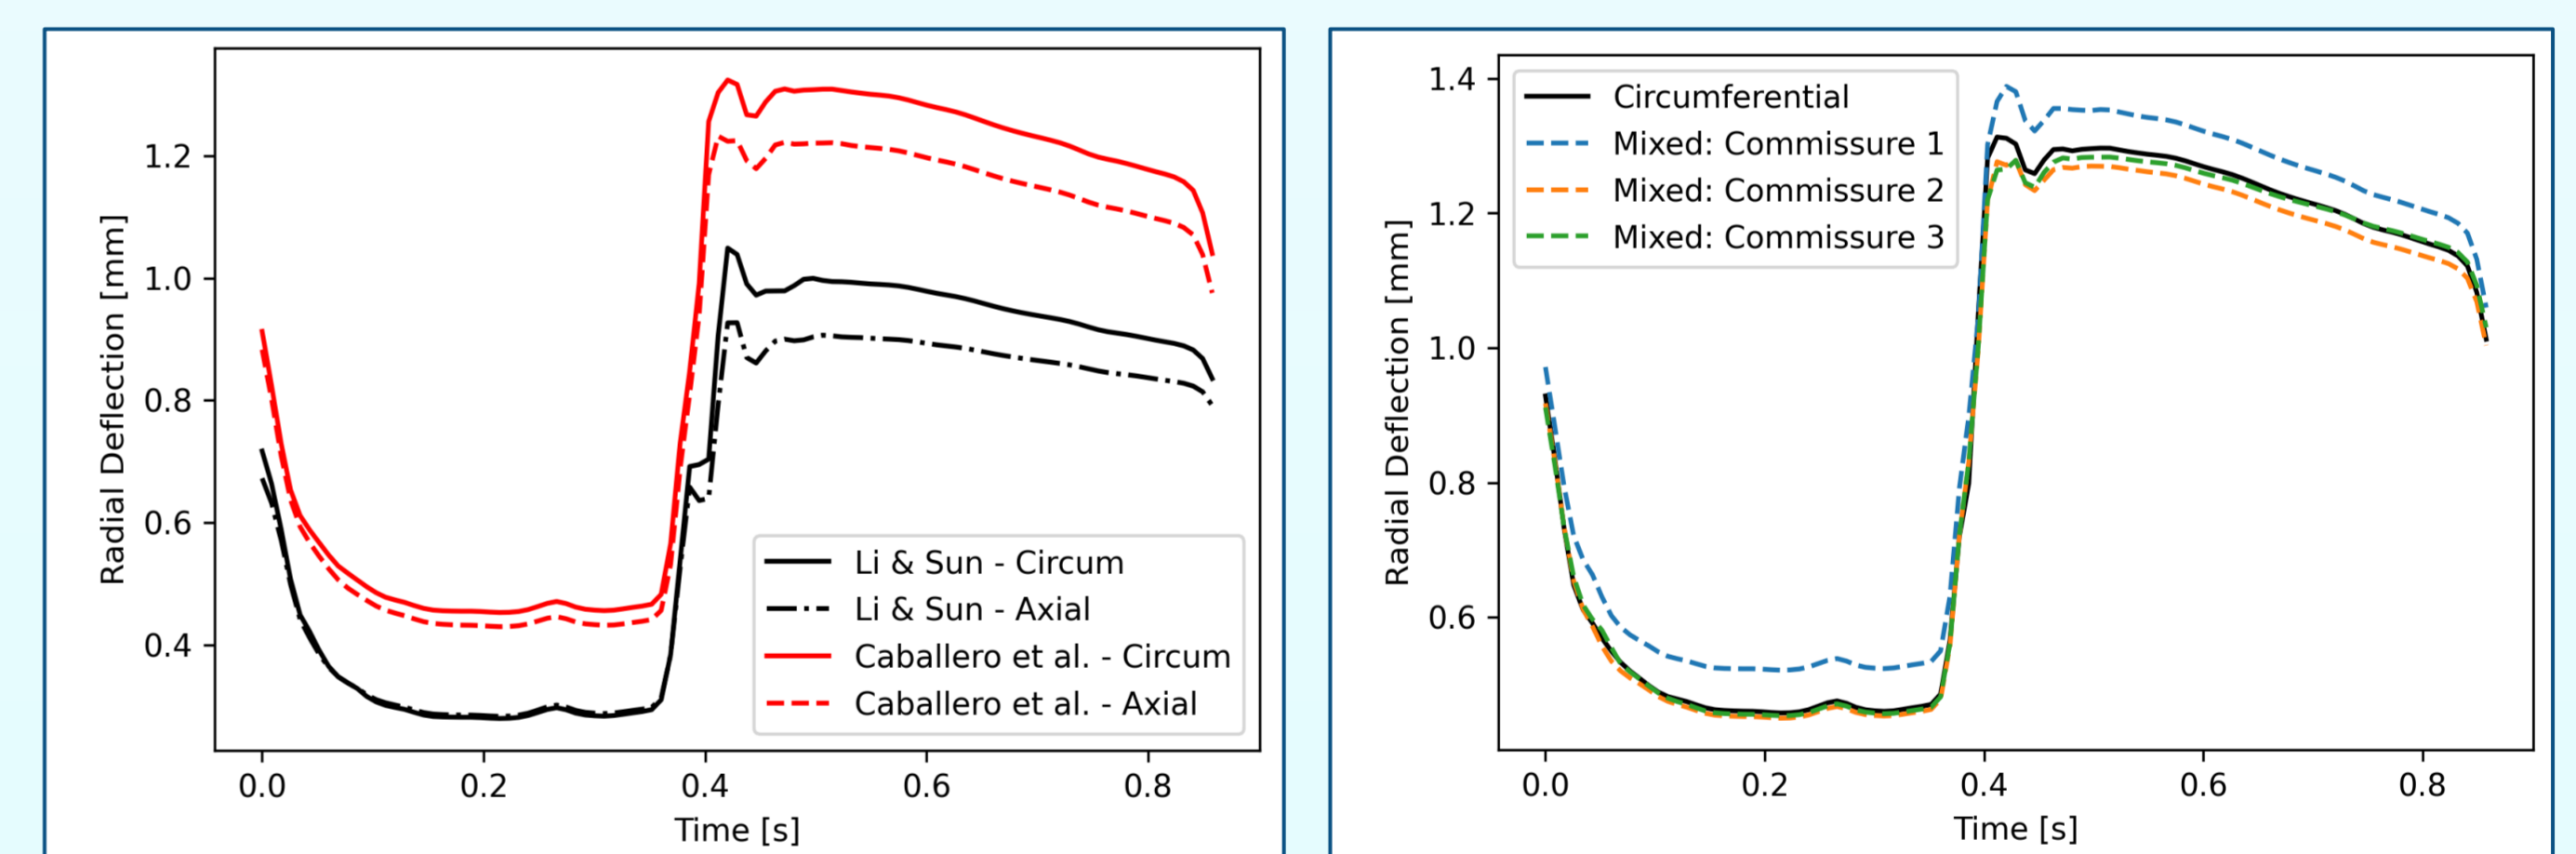 Radial Deflection [mm]
1.2
1.0
0.8
0.6
0.4
Li & Sun - Circum
Li & Sun - Axial
Caballero et al. - Circum
Caballero et al. - Axial
0.0 0.2 0.4 0.6 0.8
Time [s]
Radial Deflection [mm]
1.4
1.2
1.0
0.8
0.6
Circumferential
Mixed: Commissure 1
Mixed: Commissure 2
Mixed: Commissure 3
0.0 0.2 0.4 0.6 0.8
Time [s]